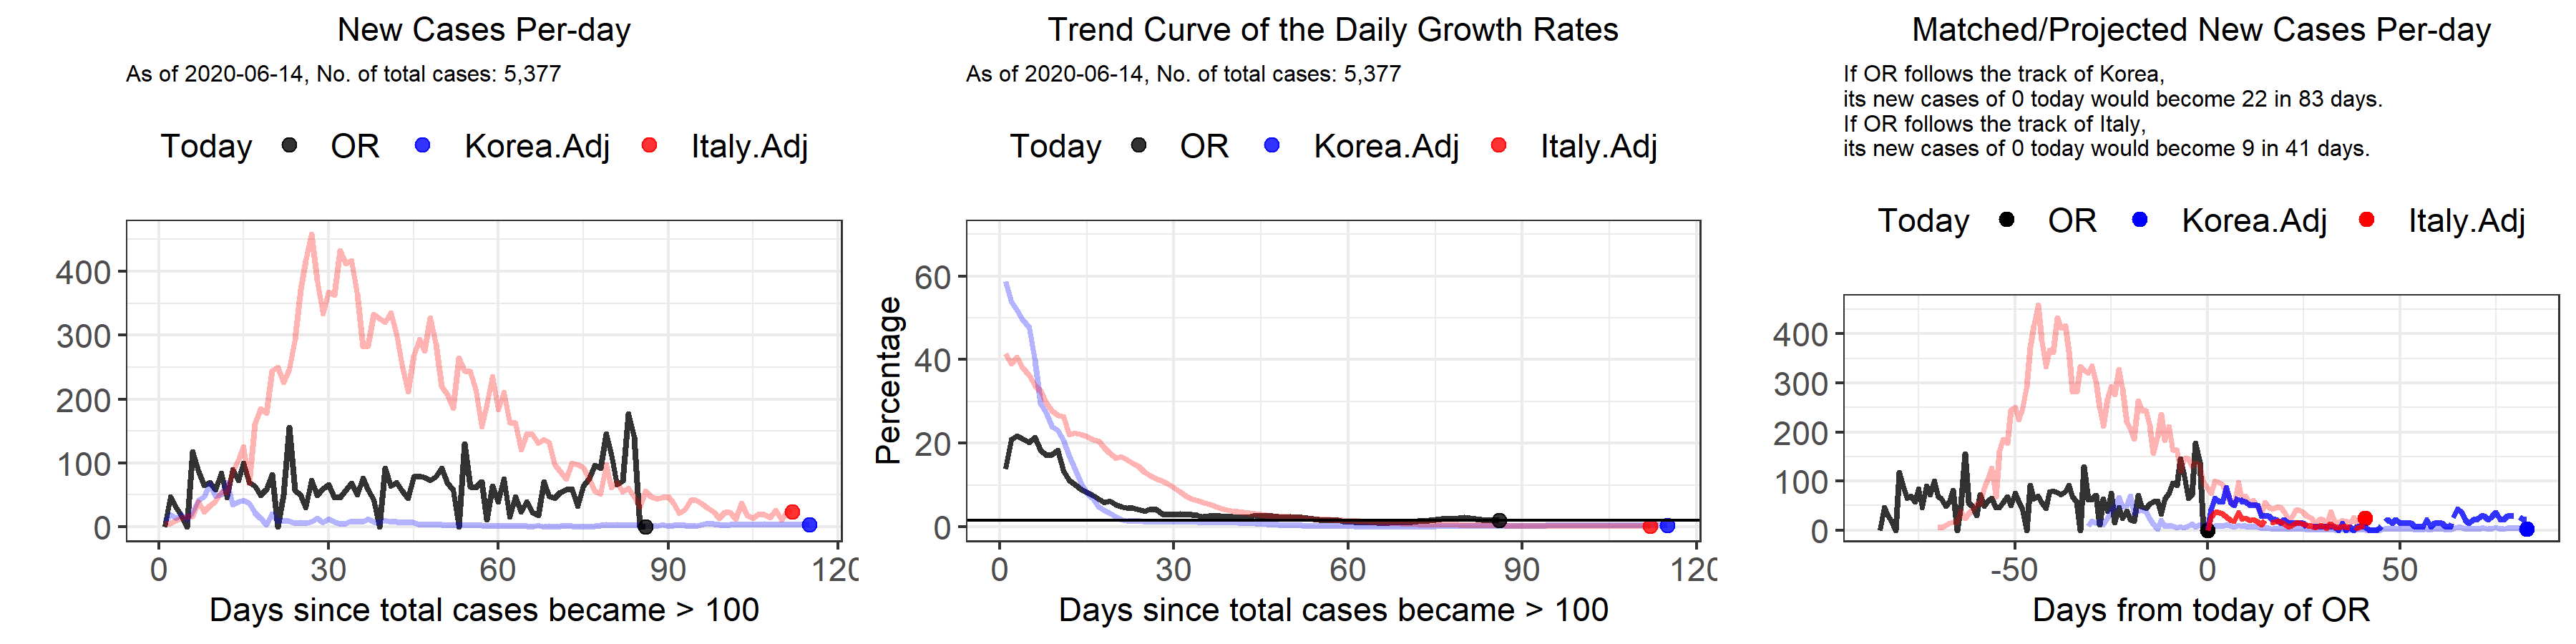 New Cases Per-day
As of 2020-06-14, No. of total cases: 5,377
Today OR Korea.Adj Italy.Adj
400
300
200
100
0
0 30 60 90 120
Days since total cases became > 100
Trend Curve of the Daily Growth Rates
As of 2020-06-14, No. of total cases: 5,377
Today OR Korea.Adj Italy.Adj
Percentage
60
40
20
0
0 30 60 90 120
Days since total cases became > 100
Matched/Projected New Cases Per-day
If OR follows the track of Korea,
its new cases of 0 today would become 22 in 83 days.
If OR follows the track of Italy,
its new cases of 0 today would become 9 in 41 days.
Today OR Korea.Adj Italy.Adj
400
300
200
100
0
-50 0 50
Days from today of OR